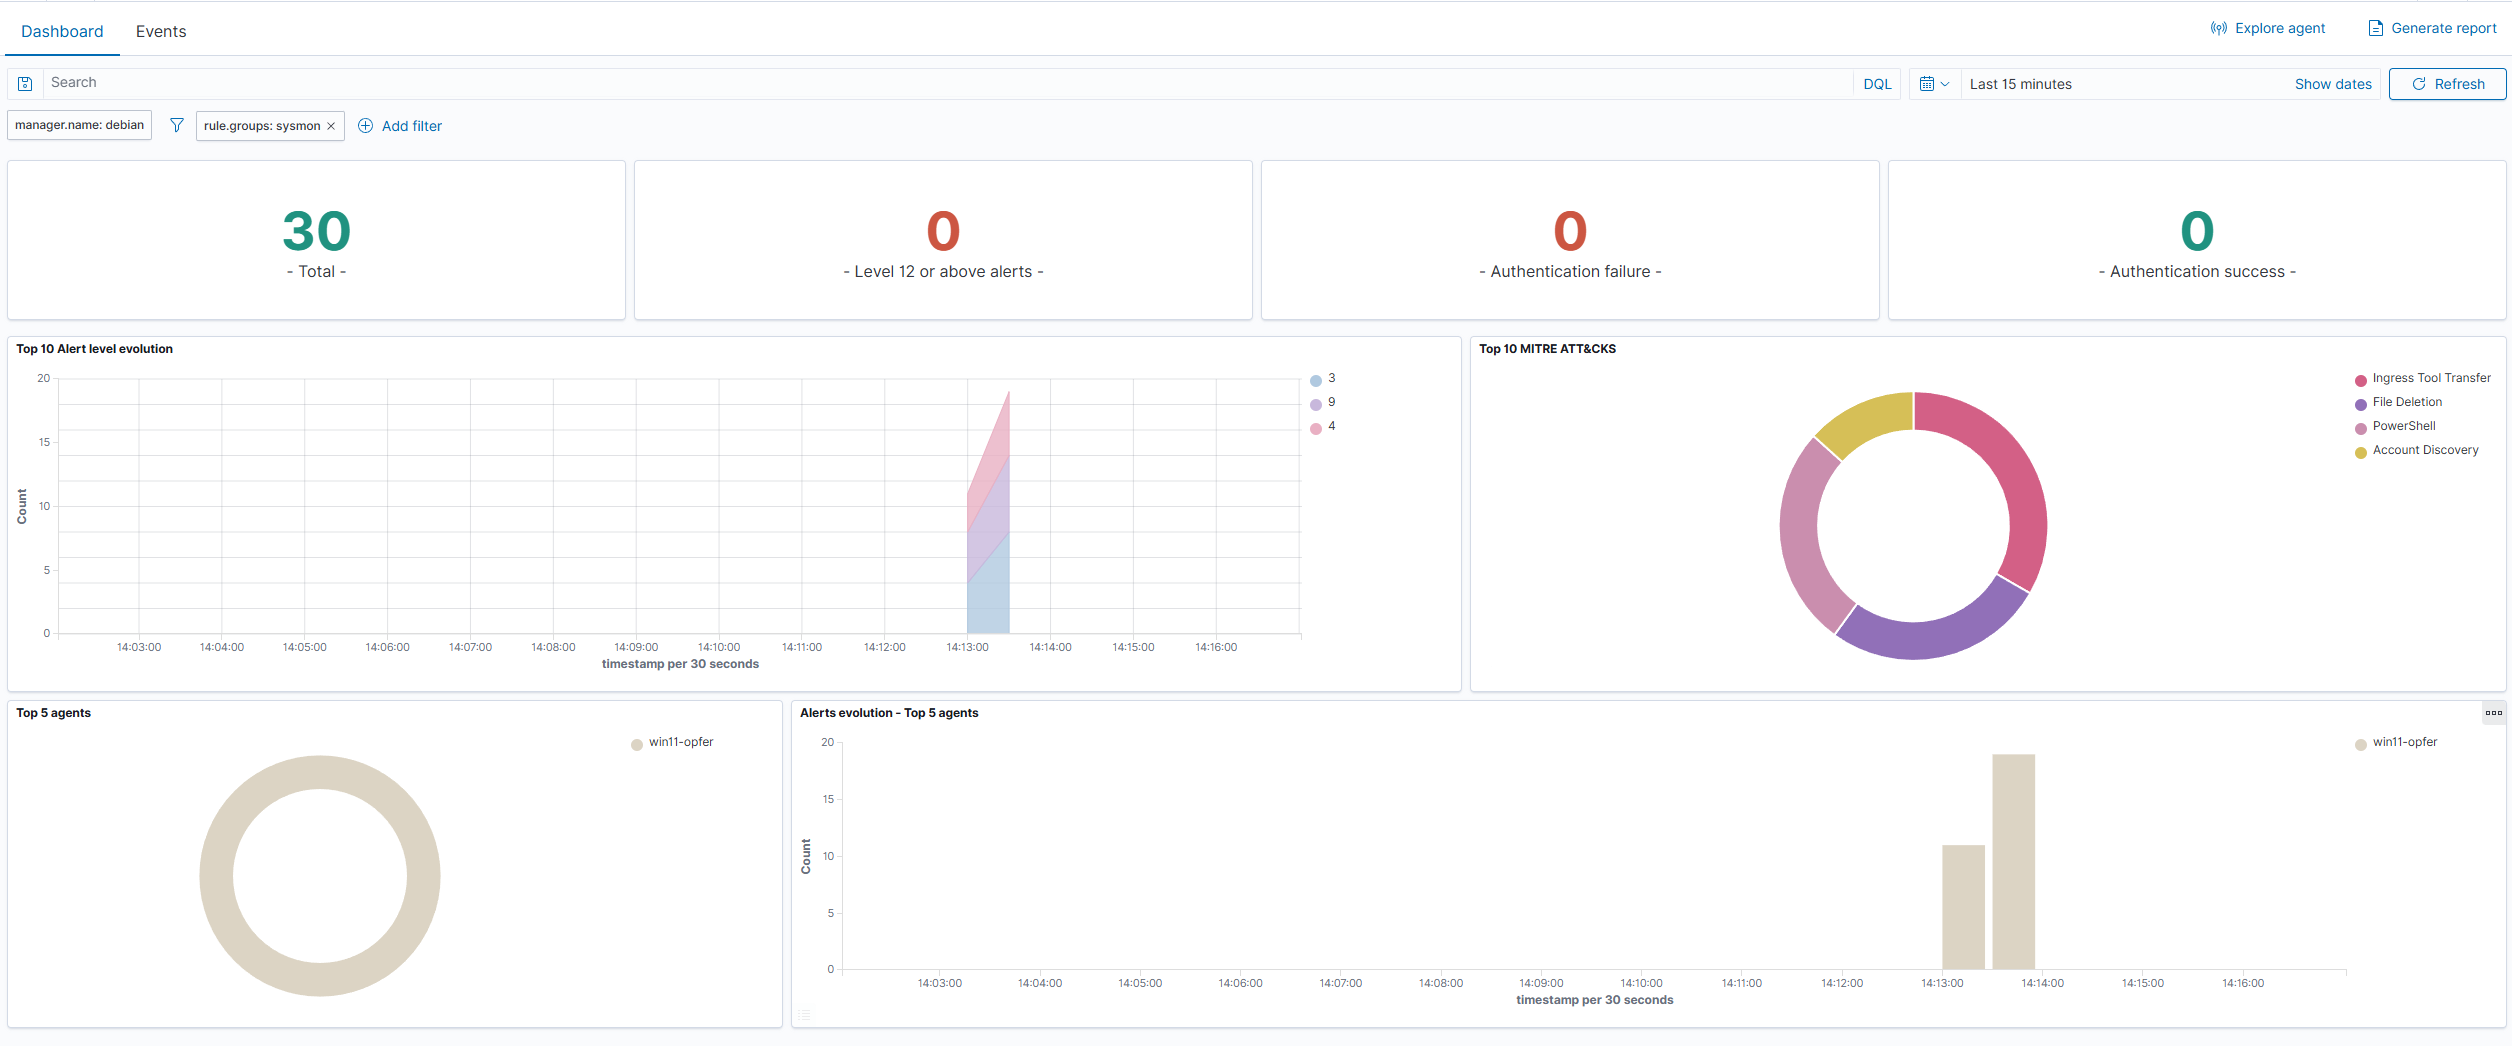 Dashboard
Events
Explore agent
Generate report
Search
DQL
Last 15 minutes
Show dates
Refresh
manager.name: debian
rule.groups: sysmon
Add filter
30
- Total -
0
- Level 12 or above alerts -
0
- Authentication failure -
0
- Authentication success -
Top 10 Alert level evolution
20
15
10
5
0
Count
14:03:00 14:04:00 14:05:00 14:06:00 14:07:00 14:08:00 14:09:00 14:10:00 14:11:00 14:12:00 14:13:00 14:14:00 14:15:00 14:16:00
timestamp per 30 seconds
3
9
4
Top 10 MITRE ATT&CKS
Ingress Tool Transfer
File Deletion
PowerShell
Account Discovery
Top 5 agents
win11-opfer
Alerts evolution - Top 5 agents
20
15
10
5
0
Count
14:03:00 14:04:00 14:05:00 14:06:00 14:07:00 14:08:00 14:09:00 14:10:00 14:11:00 14:12:00 14:13:00 14:14:00 14:15:00 14:16:00
timestamp per 30 seconds
win11-opfer